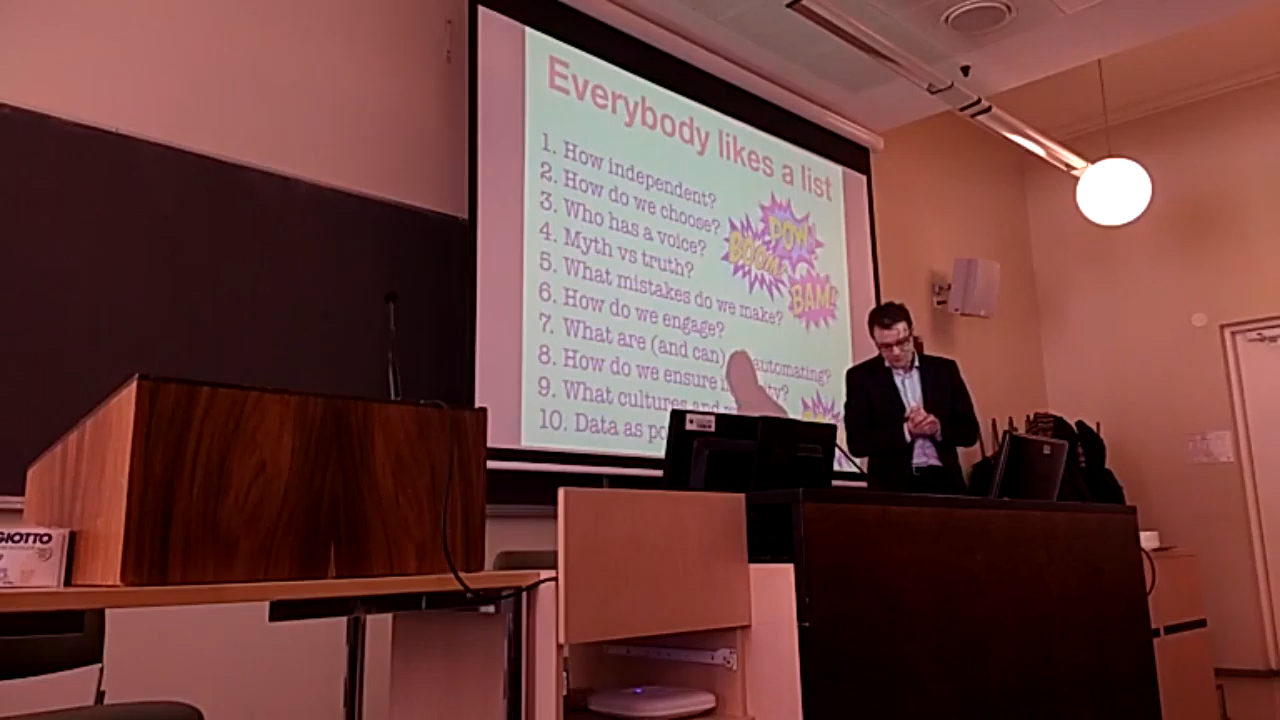 Everybody likes a list
1. How independent?
2. How do we choose?
3. Who has a voice?
4. Myth vs truth?
5. What mistakes do we make?
6. How do we engage?
7. What are (and can) automating?
8. How do we ensure
9. What cultures and
10. Data as
POW!
BOOM!
BAM!
GIOTTO